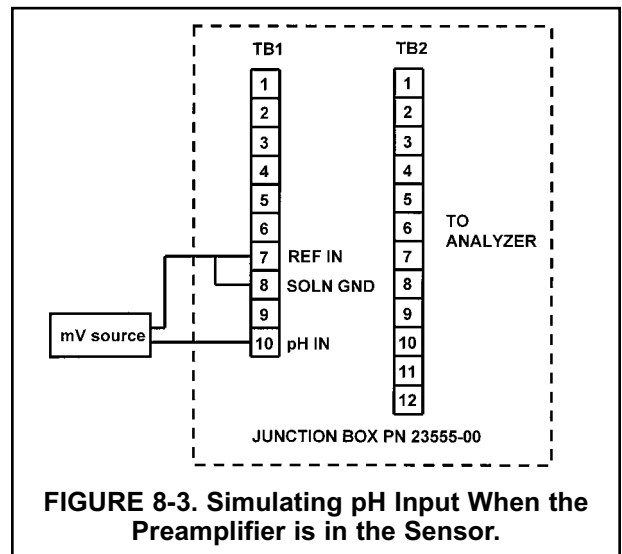 TB1
TB2
1
2
3
4
5
6
7
8
9
10
REF IN
SOLN GND
pH IN
mV source
1
2
3
4
5
6
7
8
9
10
11
12
TO
ANALYZER
JUNCTION BOX PN 23555-00
FIGURE 8-3. Simulating pH Input When the
Preamplifier is in the Sensor.